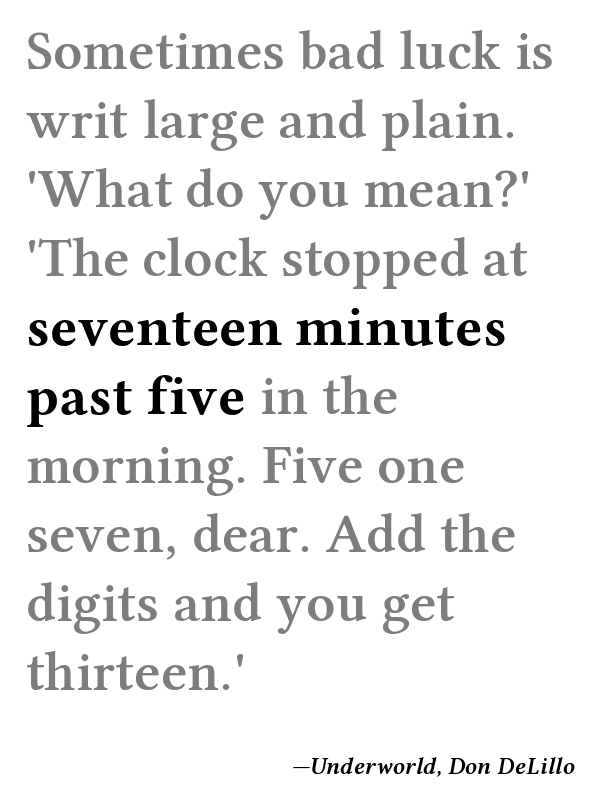 Sometimes bad luck is
writ large and plain.
'What do you mean?'
'The clock stopped at
seventeen minutes
past five in the
morning. Five one
seven, dear. Add the
digits and you get
thirteen.'
—Underworld, Don DeLillo